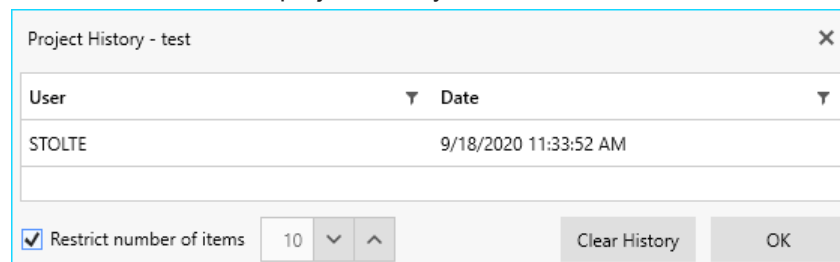 Project History - test
User Date
STOLTE 9/18/2020 11:33:52 AM
Restrict number of items 10 Clear History OK